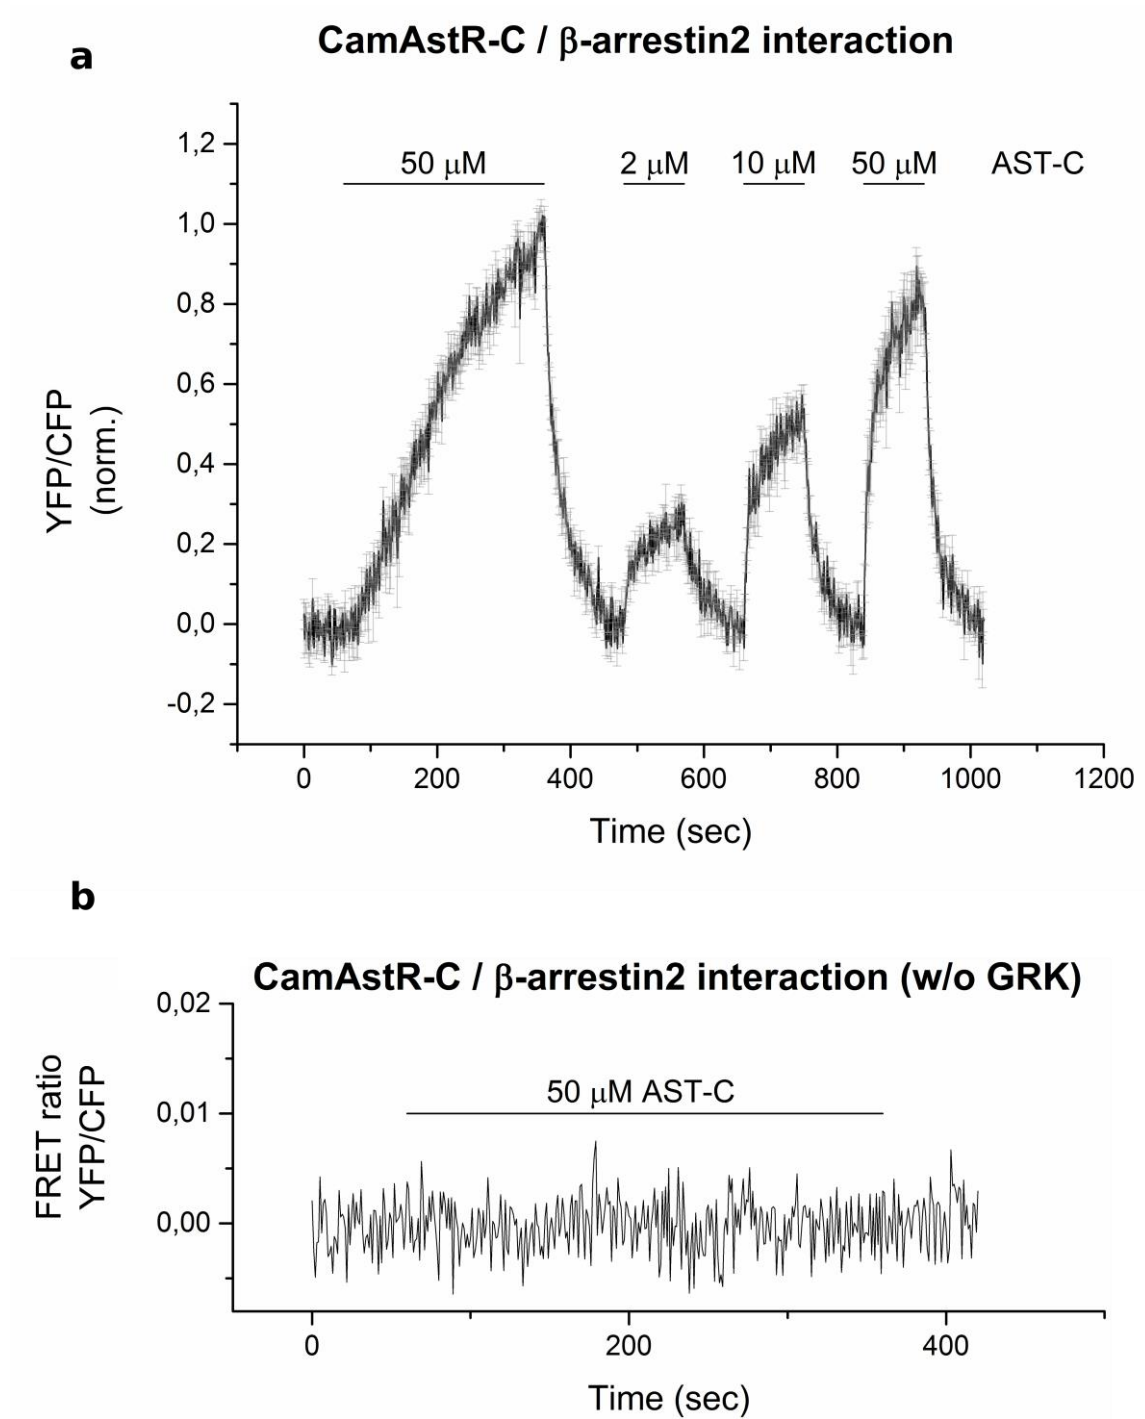 a
CamAstR-C / β-arrestin2 interaction
1,2
1,0
0,8
0,6
0,4
0,2
0,0
-0,2
YFP/CFP
(norm.)
50 μM
2 μM
10 μM
50 μM
AST-C
0 200 400 600 800 1000 1200
Time (sec)
b
CamAstR-C / β-arrestin2 interaction (w/o GRK)
0,02
0,01
0,00
FRET ratio
YFP/CFP
50 μM AST-C
0 200 400
Time (sec)